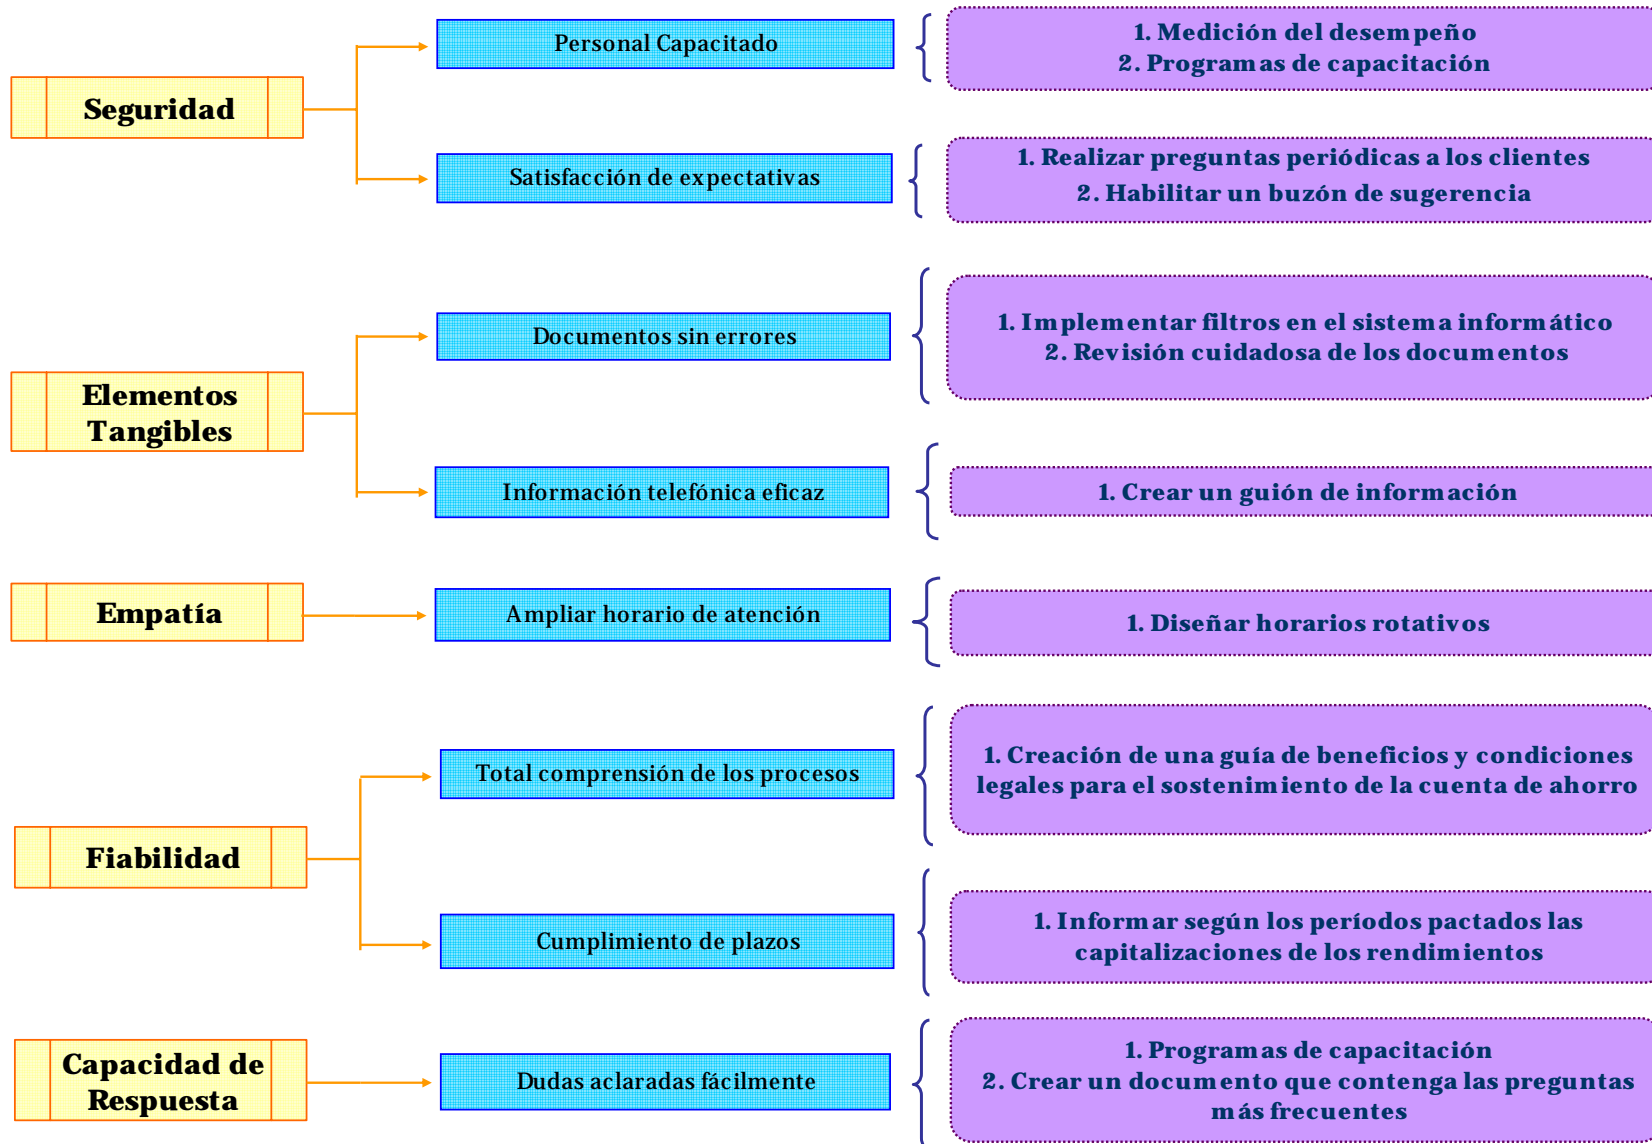 Seguridad
Personal Capacitado
1. Medición del desempeño
2. Programas de capacitación
Satisfacción de expectativas
1. Realizar preguntas periódicas a los clientes
2. Habilitar un buzón de sugerencia
Elementos
Tangibles
Documentos sin errores
1. Implementar filtros en el sistema informático
2. Revisión cuidadosa de los documentos
Información telefónica eficaz
1. Crear un guión de información
Empatía
Ampliar horario de atención
1. Diseñar horarios rotativos
Fiabilidad
Total comprensión de los procesos
1. Creación de una guía de beneficios y condiciones
legales para el sostenimiento de la cuenta de ahorro
Cumplimiento de plazos
1. Informar según los períodos pactados las
capitalizaciones de los rendimientos
Capacidad de
Respuesta
Dudas aclaradas fácilmente
1. Programas de capacitación
2. Crear un documento que contenga las preguntas
más frecuentes